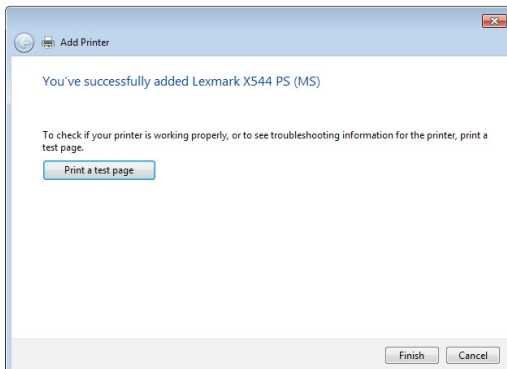 Add Printer
You've successfully added Lexmark X544 PS (MS)
To check if your printer is working properly, or to see troubleshooting information for the printer, print a
test page.
Print a test page
Finish Cancel